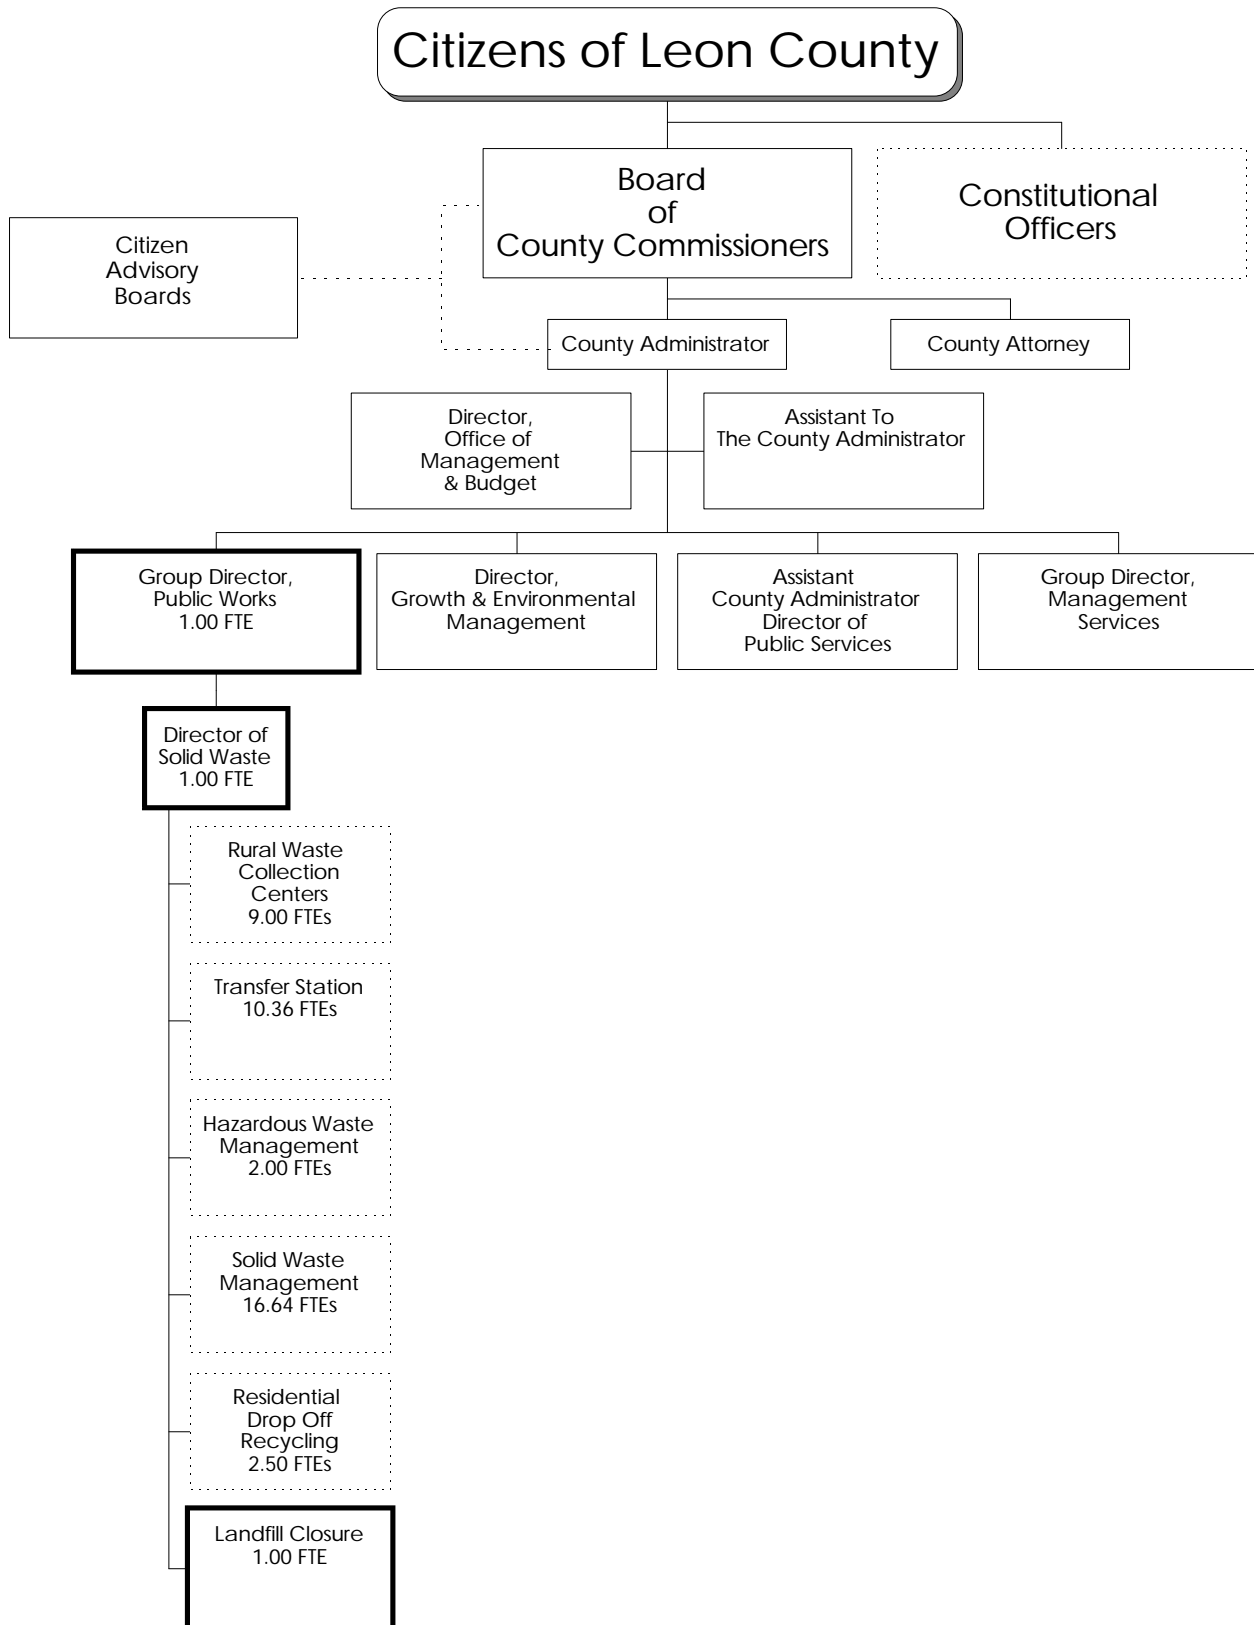 Citizens of Leon County
Board
of
County Commissioners
Constitutional
Officers
Citizen
Advisory
Boards
County Administrator
County Attorney
Director,
Office of
Management
& Budget
Assistant To
The County Administrator
Group Director,
Public Works
1.00 FTE
Director,
Growth & Environmental
Management
Assistant
County Administrator
Director of
Public Services
Group Director,
Management
Services
Director of
Solid Waste
1.00 FTE
Rural Waste
Collection
Centers
9.00 FTEs
Transfer Station
10.36 FTEs
Hazardous Waste
Management
2.00 FTEs
Solid Waste
Management
16.64 FTEs
Residential
Drop Off
Recycling
2.50 FTEs
Landfill Closure
1.00 FTE